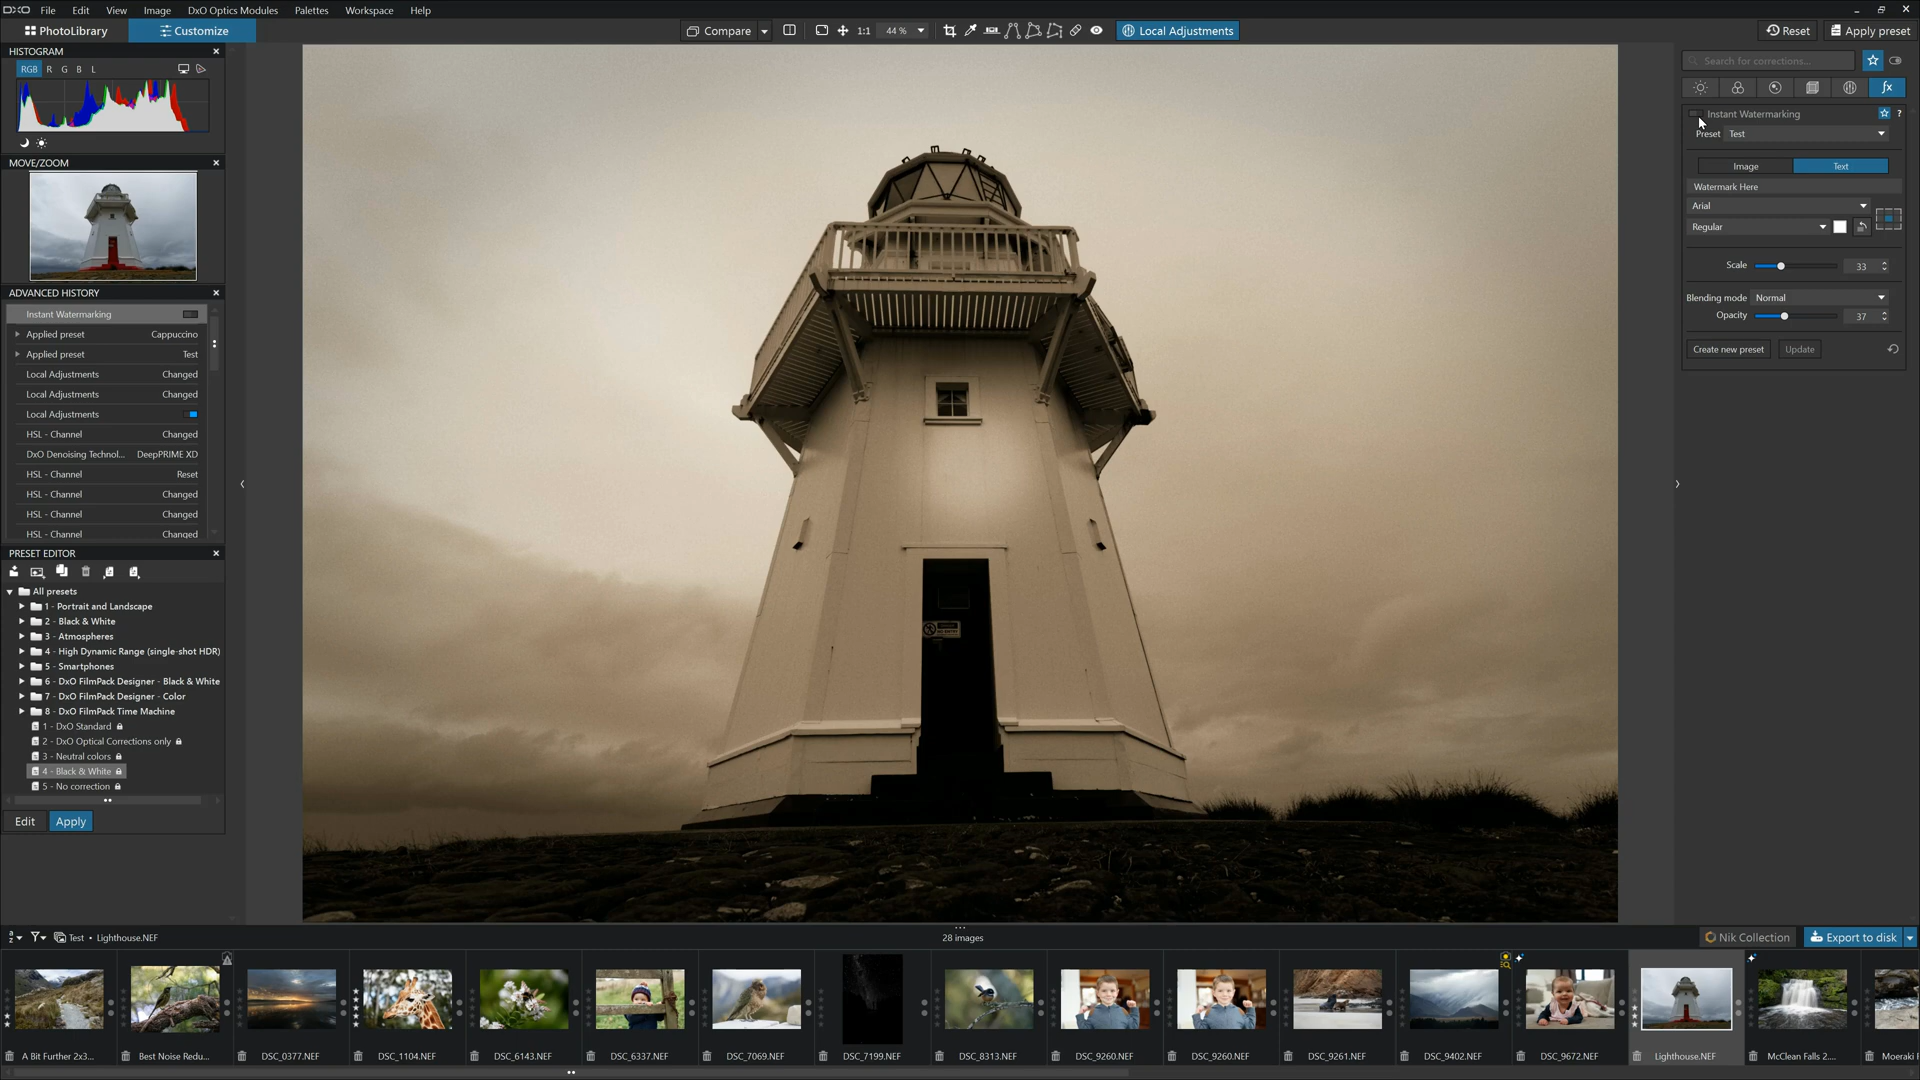 DXO File Edit View Image DxO Optics Modules Palettes Workspace Help
PhotoLibrary Customize Compare 1:1 44 % Local Adjustments Reset Apply preset
HISTOGRAM
RGB R G B L
MOVE/ZOOM
ADVANCED HISTORY
Instant Watermarking
Applied preset Cappuccino
Applied preset Test
Local Adjustments Changed
Local Adjustments Changed
Local Adjustments
HSL - Channel Changed
DxO Denoising Technol... DeepPRIME XD
HSL - Channel Reset
HSL - Channel Changed
HSL - Channel Changed
HSL - Channel Changed
PRESET EDITOR
All presets
1 - Portrait and Landscape
2 - Black & White
3 - Atmospheres
4 - High Dynamic Range (single-shot HDR)
5 - Smartphones
6 - DxO FilmPack Designer - Black & White
7 - DxO FilmPack Designer - Color
8 - DxO FilmPack Time Machine
1 - DxO Standard
2 - DxO Optical Corrections only
3 - Neutral colors
4 - Black & White
5 - No correction
Edit Apply
Search for corrections...
fx
Instant Watermarking ?
Preset Test
Image Text
Watermark Here
Arial
Regular
Scale 33
Blending mode Normal
Opacity 37
Create new preset Update
Test • Lighthouse.NEF 28 images Nik Collection Export to disk
A Bit Further 2x3... Best Noise Redu... DSC_0377.NEF DSC_1104.NEF DSC_6143.NEF DSC_6337.NEF DSC_7069.NEF DSC_7199.NEF DSC_8313.NEF DSC_9260.NEF DSC_9260.NEF DSC_9261.NEF DSC_9402.NEF DSC_9672.NEF Lighthouse.NEF McClean Falls 2.... Moeraki